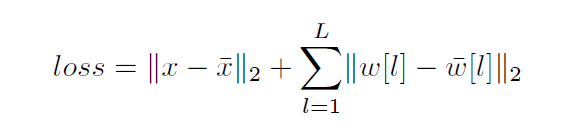 loss = ‖x − x̄‖₂ + ∑_{l=1}^{L} ‖w[l] − w̄[l]‖₂